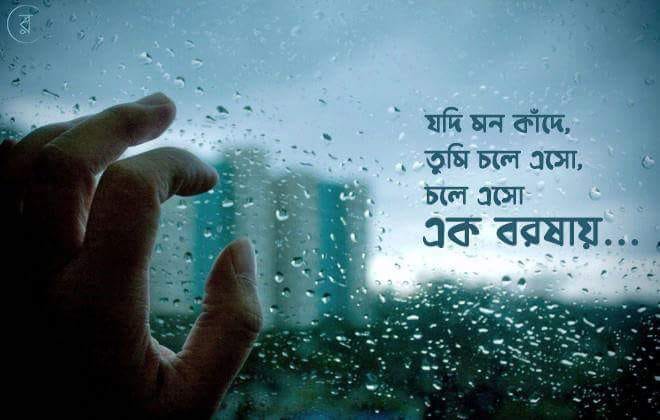 যদি মন কাঁদে,
তুমি চলে এসো,
চলে এসো
এক বরষায়...